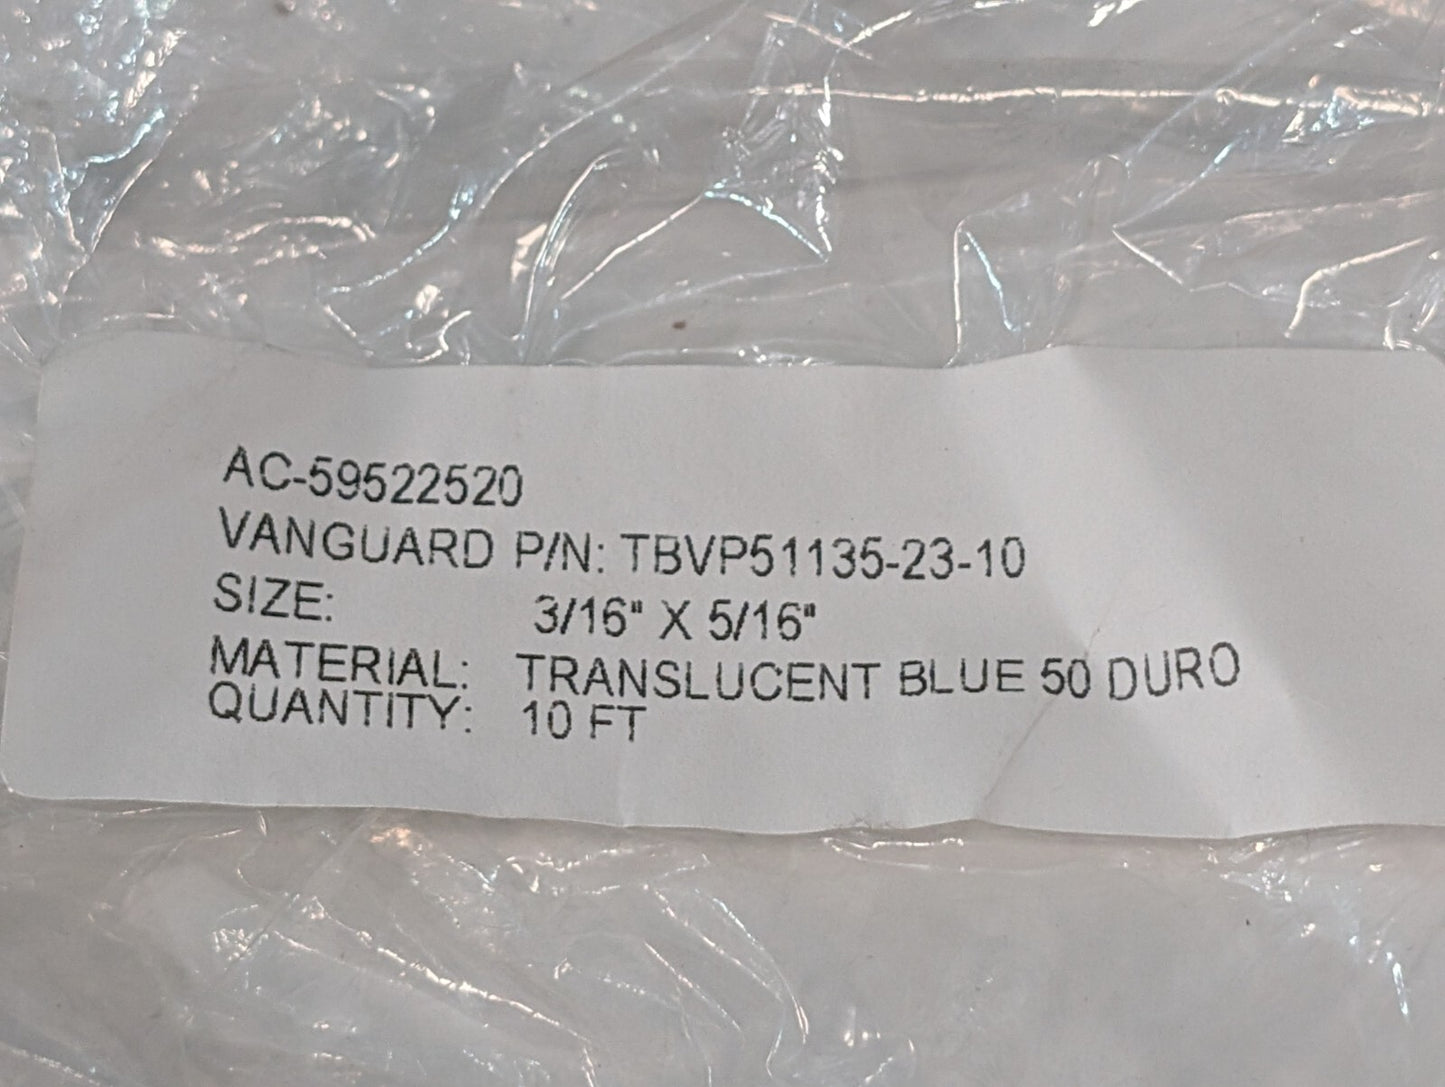 AC-59522520
VANGUARD P/N: TBVP51135-23-10
SIZE: 3/16" X 5/16"
MATERIAL: TRANSLUCENT BLUE 50 DURO
QUANTITY: 10 FT